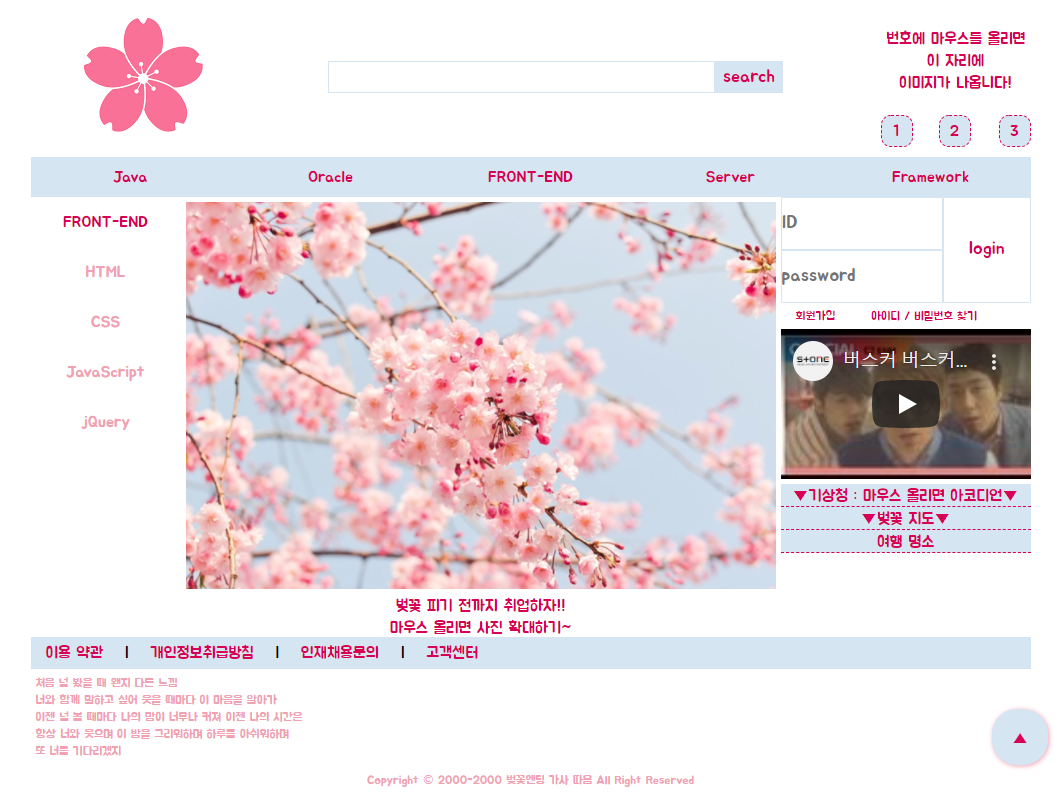 번호에 마우스를 올리면
이 자리에
이미지가 나옵니다!
search
1 2 3
Java Oracle FRONT-END Server Framework
FRONT-END
HTML
CSS
JavaScript
jQuery
ID
password
login
회원가입 아이디 / 비밀번호 찾기
버스커 버스커...
▼기상청 : 마우스 올리면 아코디언▼
▼벚꽃 지도▼
여행 명소
벚꽃 피기 전까지 취업하자!!
마우스 올리면 사진 확대하기~
이용 약관 | 개인정보취급방침 | 인재채용문의 | 고객센터
처음 널 봤을 때 왠지 다른 느낌
너와 함께 말하고 싶어 웃을 때마다 이 마음을 알아가
이젠 널 볼 때마다 나의 맘이 너무나 커져 이젠 나의 시간은
항상 너와 웃으며 이 밤을 그리워하며 하루를 아쉬워하며
또 너를 기다리겠지
▲
Copyright © 2000-2000 벚꽃엔딩 가사 따옴 All Right Reserved